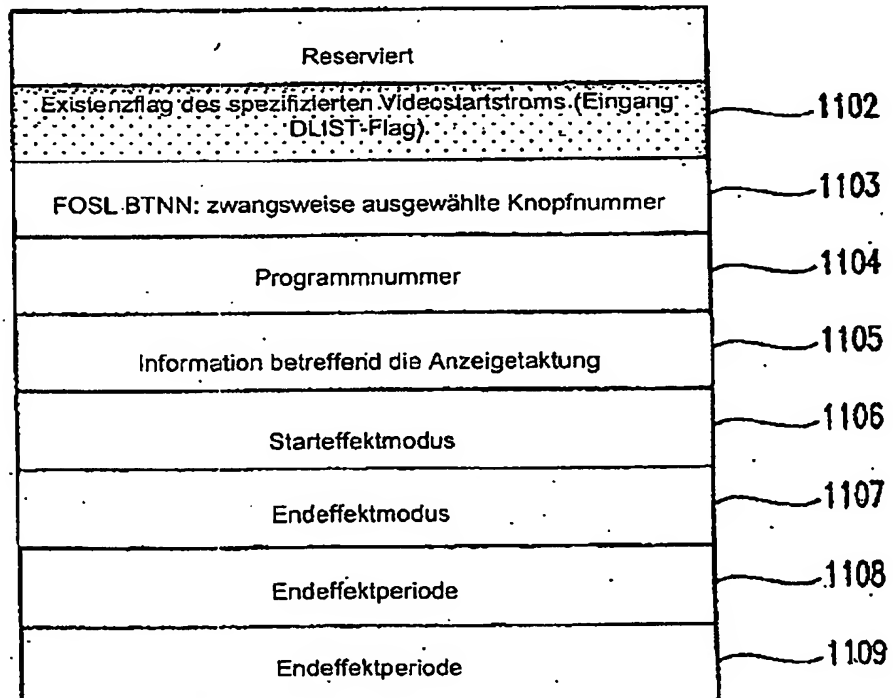 Reserviert
Existenzflag des spezifizierten Videostartstroms (Eingang
DLIST-Flag)
1102
FOSL BTNN: zwangsweise ausgewählte Knopfnummer
1103
Programmnummer
1104
Information betreffend die Anzeigetaktung
1105
Starteffektmodus
1106
Endeffektmodus
1107
Endeffektperiode
1108
Endeffektperiode
1109